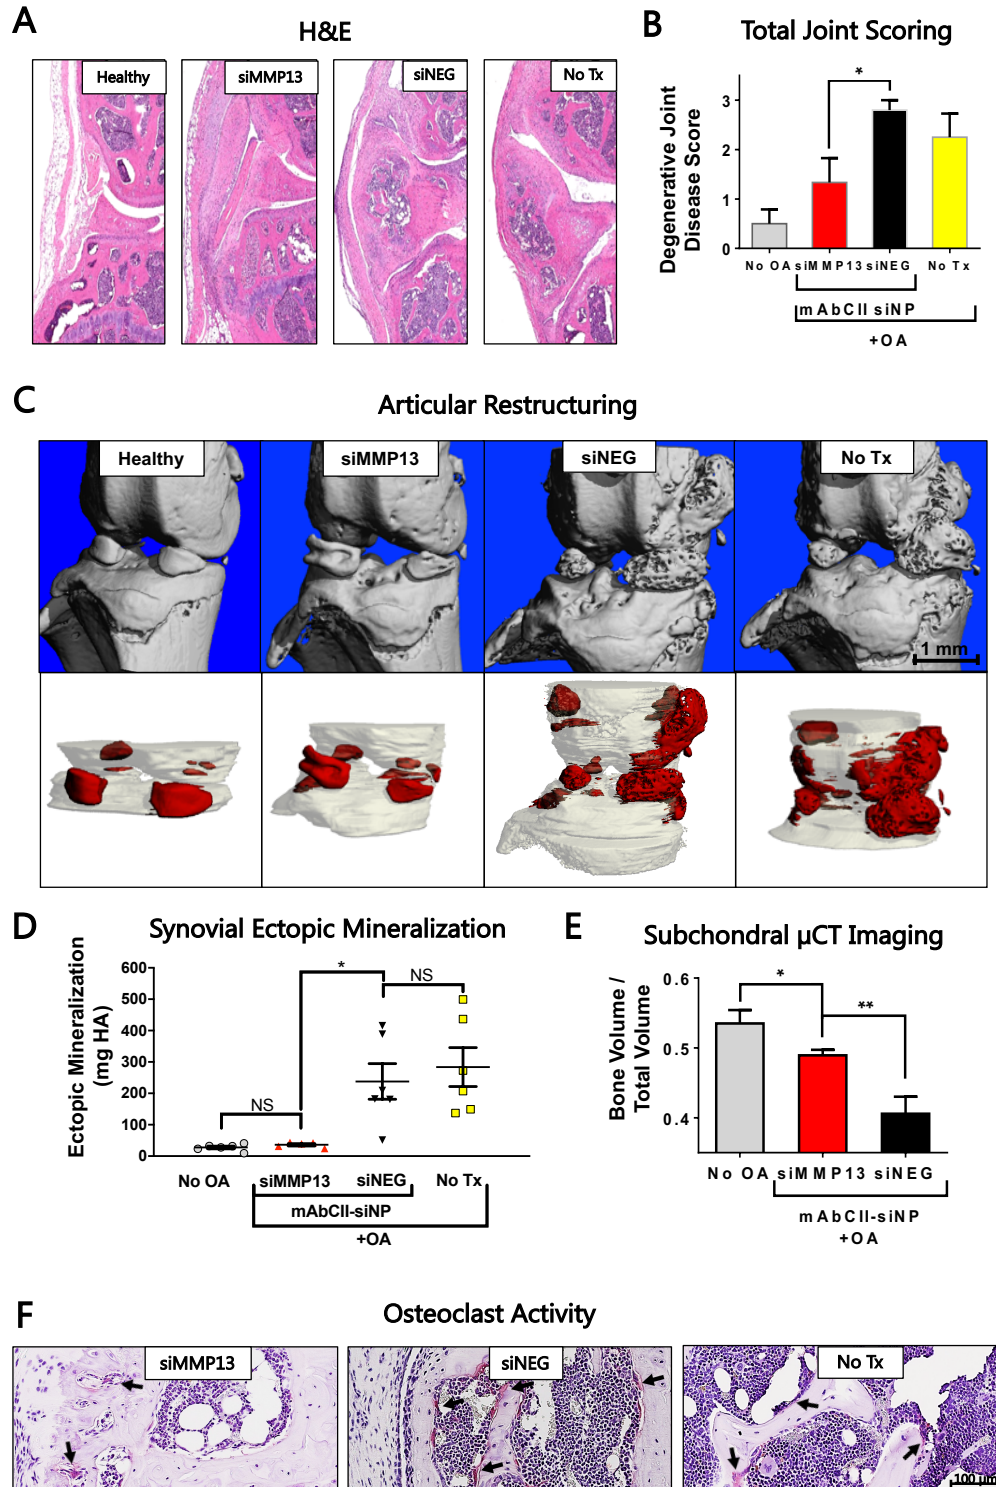 A
H&E
Healthy
siMMP13
siNEG
No Tx
B
Total Joint Scoring
Degenerative Joint
Disease Score
3
2
1
0
*
No OA
siMMP13
siNEG
No Tx
mAbCII siNP
+OA
C
Articular Restructuring
Healthy
siMMP13
siNEG
No Tx
1 mm
D
Synovial Ectopic Mineralization
Ectopic Mineralization
(mg HA)
600
500
400
300
200
100
0
NS
*
NS
No OA
siMMP13
siNEG
No Tx
mAbCII-siNP
+OA
E
Subchondral µCT Imaging
Bone Volume /
Total Volume
0.6
0.5
0.4
*
**
No OA
siMMP13
siNEG
mAbCII-siNP
+OA
F
Osteoclast Activity
siMMP13
siNEG
No Tx
100 µm